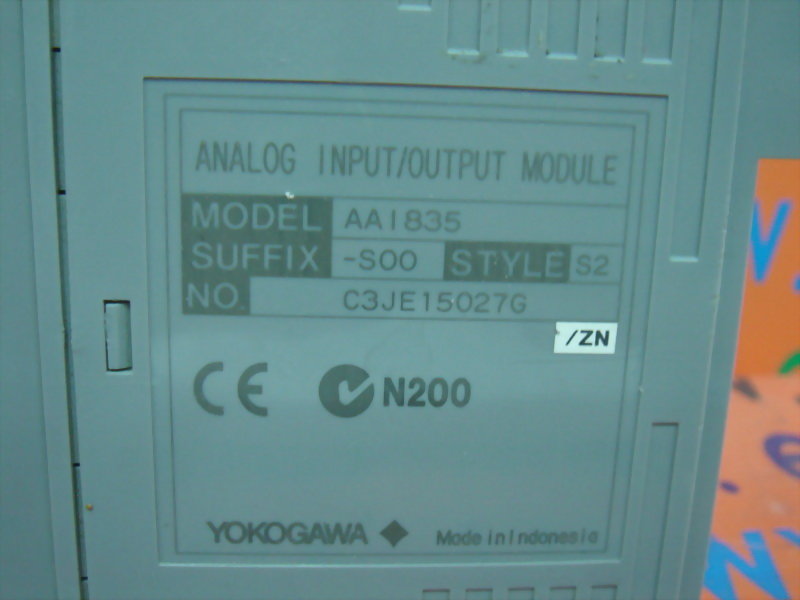 ANALOG INPUT/OUTPUT MODULE
MODEL AAI835
SUFFIX -S00 STYLE S2
NO. C3JE15027G
/ZN
CE N200
YOKOGAWA ◆ Made in Indonesia